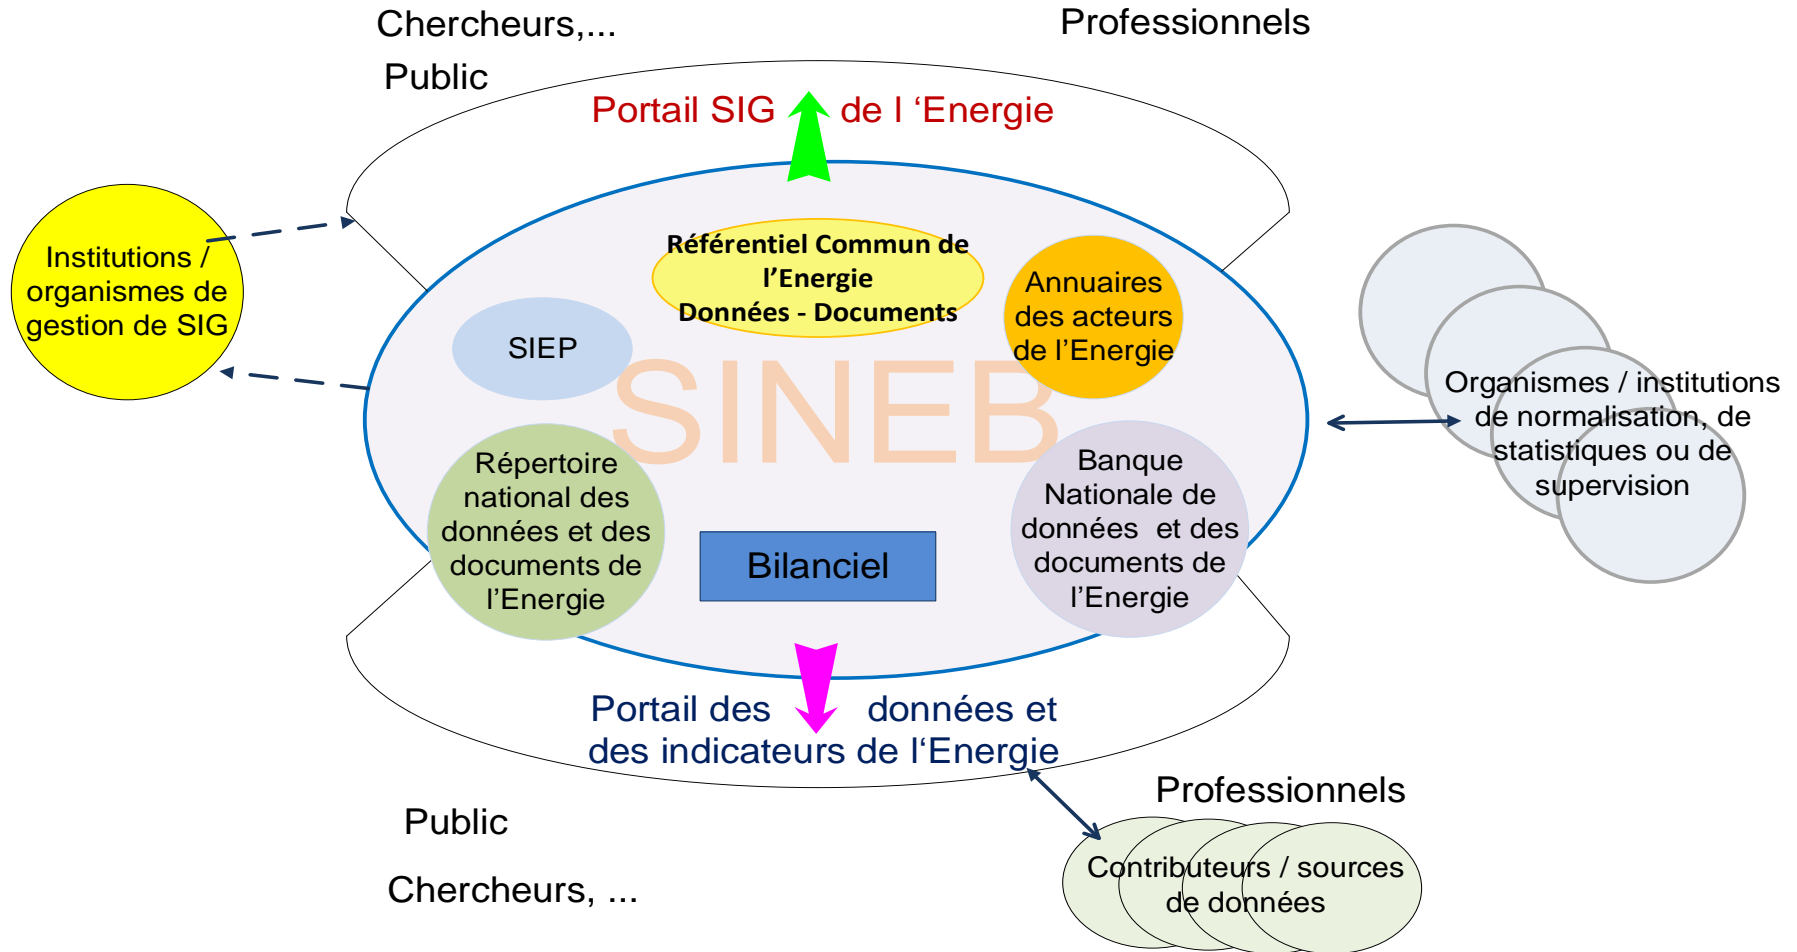 Chercheurs,...
Professionnels
Public
Portail SIG de l ‘Energie
Institutions /
organismes de
gestion de SIG
Référentiel Commun de
l’Energie
Données - Documents
Annuaires
des acteurs
de l’Energie
SIEP
SINEB
Organismes / institutions
de normalisation, de
statistiques ou de
supervision
Répertoire
national des
données et des
documents de
l’Energie
Banque
Nationale de
données et des
documents de
l’Energie
Bilanciel
Portail des données et
des indicateurs de l‘Energie
Professionnels
Public
Contributeurs / sources
de données
Chercheurs, ...